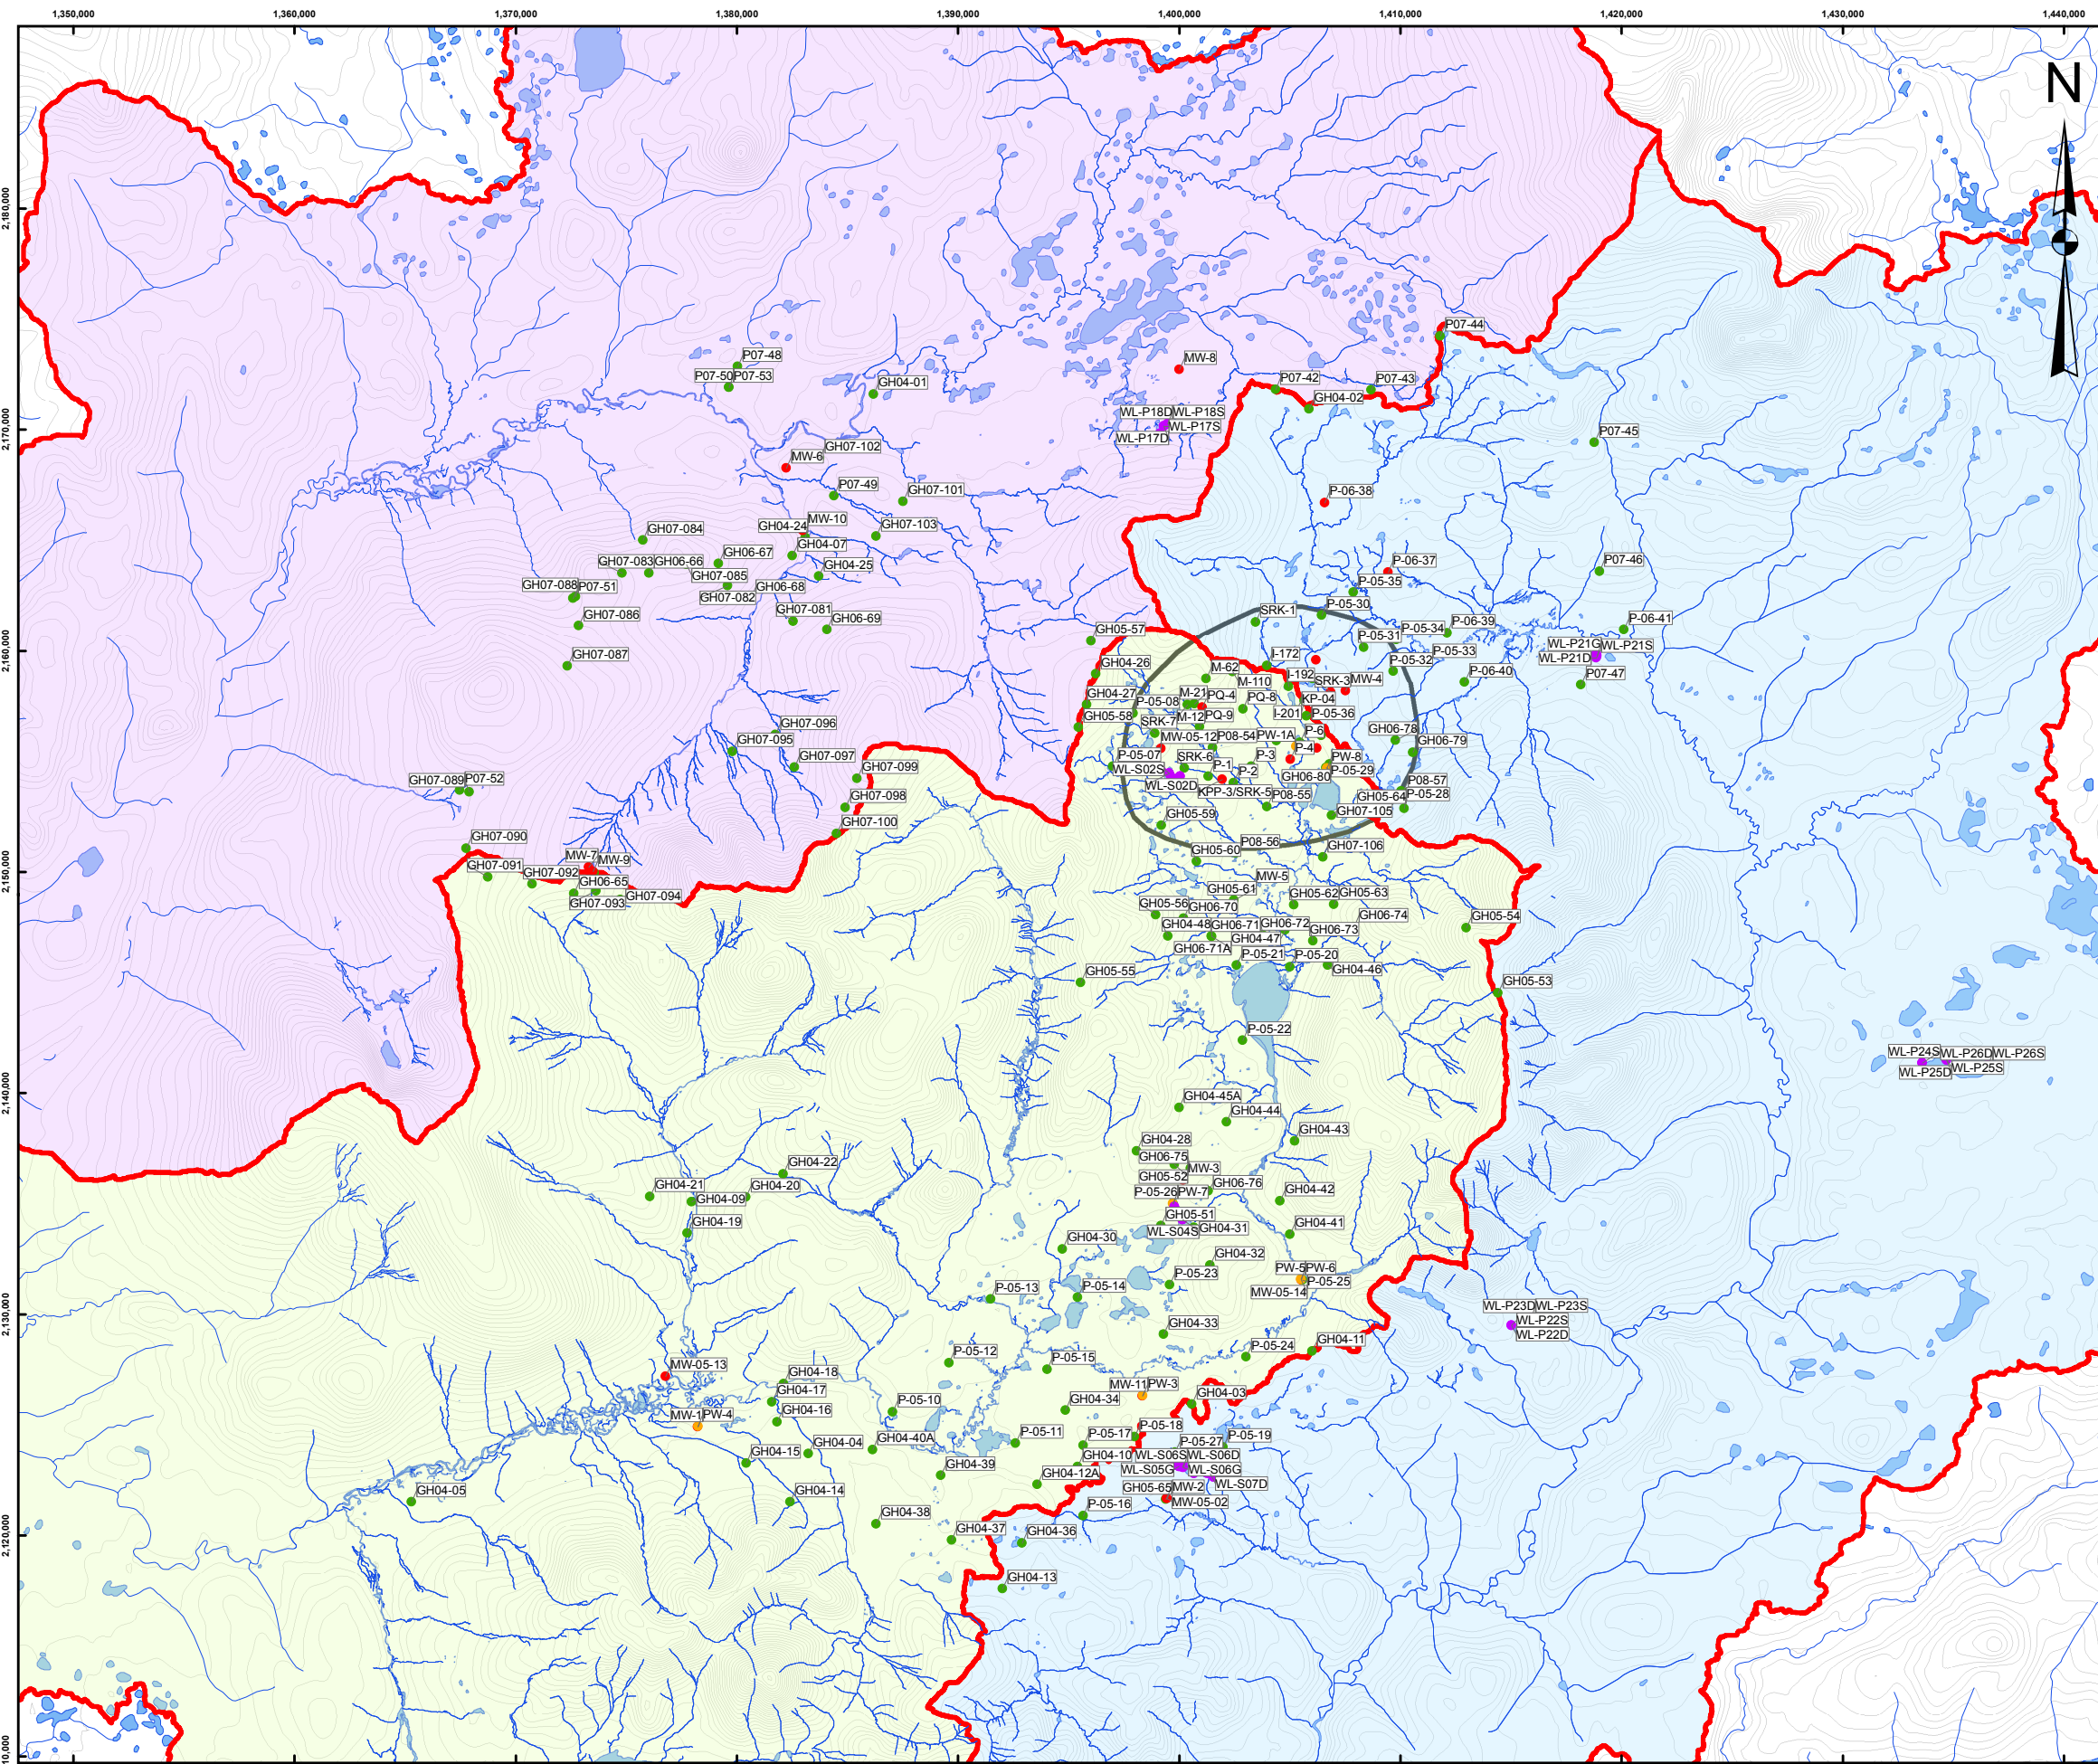 1,350,000 1,360,000 1,370,000 1,380,000 1,390,000 1,400,000 1,410,000 1,420,000 1,430,000 1,440,000
N
2,180,000
P07-44
P07-48
MW-8
P07-50 P07-53
P07-42 P07-43
GH04-01
GH04-02
WL-P18D WL-P18S
2,170,000
WL-P17S
WL-P17D
P07-45
GH07-102
MW-6
P07-49
GH07-101
P-06-38
MW-10
GH04-24
GH07-103
GH07-084
GH04-07
GH06-67
GH07-083 GH06-66
P-06-37
P07-46
GH04-25
GH07-085
P-05-35
GH07-088 P07-51
GH06-68
GH07-082
P-05-30
SRK-1
GH07-081
GH07-086
GH06-69
P-06-39
P-06-41
P-05-34
GH05-57
P-05-31
WL-P21G WL-P21S
2,160,000
P-05-33
I-172
GH07-087
WL-P21D
P-05-32
GH04-26
M-62
P-06-40
P07-47
I-192
SRK-3 MW-4
M-110
GH04-27
M-21 PQ-4
PQ-8
KP-04
P-05-08
GH05-58
M-12 PQ-9
I-201 P-05-36
SRK-7
GH07-096
GH06-78
P-6
MW-05-12 P08-54 PW-1A
GH07-095
GH06-79
P-4
P-05-07
SRK-6
P-3
PW-8
GH07-097
P-1
WL-S02S
P-2
P-05-29
GH07-099
GH06-80
GH07-089 P07-52
P08-57
WL-S02D
KPP-3/SRK-5 P08-55
GH05-64 P-05-28
GH07-098
GH07-105
GH05-59
GH07-100
GH07-090
P08-56
GH07-106
GH05-60
MW-7
MW-9
GH07-091
2,150,000
GH07-092
MW-5
GH06-65
GH05-61
GH05-62 GH05-63
GH07-094
GH07-093
GH05-56
GH06-70
GH06-74
GH05-54
GH04-48 GH06-71 GH06-72
GH06-73
GH04-47
GH06-71A
P-05-21 P-05-20
GH04-46
GH05-55
GH05-53
P-05-22
WL-P24S WL-P26D WL-P26S
WL-P25D WL-P25S
2,140,000
GH04-45A
GH04-44
GH04-43
GH04-28
GH06-75
GH04-22
MW-3
GH05-52
GH04-21
GH04-20
GH06-76
GH04-42
P-05-26 PW-7
GH04-09
GH05-51
GH04-19
GH04-41
WL-S04S GH04-31
GH04-30
GH04-32
PW-5 PW-6
P-05-23
P-05-13
P-05-14
P-05-25
MW-05-14
WL-P23D WL-P23S
2,130,000
WL-P22S
GH04-33
WL-P22D
GH04-11
P-05-24
P-05-12
P-05-15
MW-05-13
GH04-18
GH04-17
MW-11 PW-3
GH04-03
GH04-34
P-05-10
GH04-16
MW-1 PW-4
P-05-18
P-05-11
P-05-17
P-05-19
GH04-40A
P-05-27
GH04-04
GH04-15
GH04-10 WL-S06S WL-S06D
GH04-39
WL-S05G WL-S06G
GH04-12A
WL-S07D
GH05-65 MW-2
GH04-05
GH04-14
P-05-16
MW-05-02
GH04-38
2,120,000
GH04-37
GH04-36
GH04-13
10,000